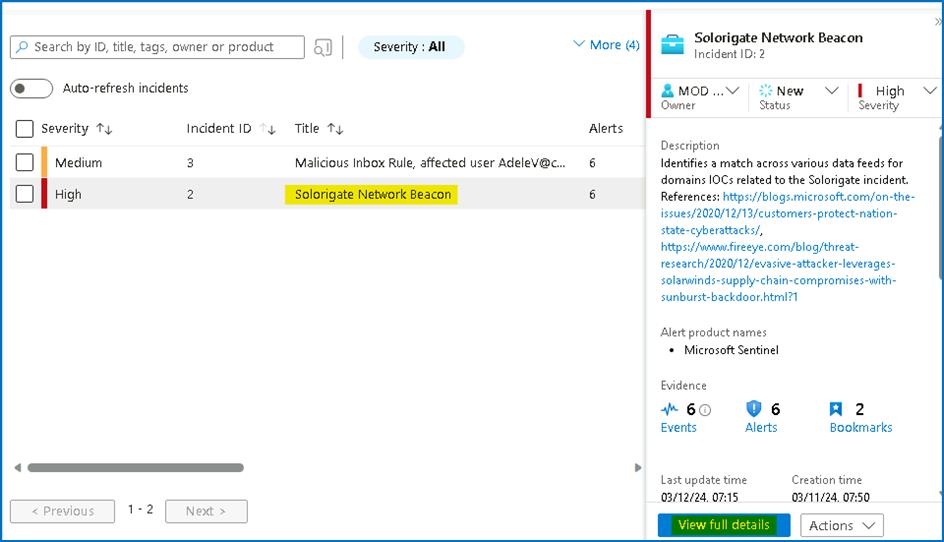 Search by ID, title, tags, owner or product
Severity : All
More (4)
Auto-refresh incidents
Severity ↑↓ Incident ID ↑↓ Title ↑↓ Alerts
Medium 3 Malicious Inbox Rule, affected user AdeleV@c... 6
High 2 Solorigate Network Beacon 6
< Previous 1 - 2 Next >
»
Solorigate Network Beacon
Incident ID: 2
MOD ... New High
Owner Status Severity
Description
Identifies a match across various data feeds for
domains IOCs related to the Solorigate incident.
References: https://blogs.microsoft.com/on-the-
issues/2020/12/13/customers-protect-nation-
state-cyberattacks/,
https://www.fireeye.com/blog/threat-
research/2020/12/evasive-attacker-leverages-
solarwinds-supply-chain-compromises-with-
sunburst-backdoor.html?1
Alert product names
• Microsoft Sentinel
Evidence
6 6 2
Events Alerts Bookmarks
Last update time Creation time
03/12/24, 07:15 03/11/24, 07:50
View full details Actions